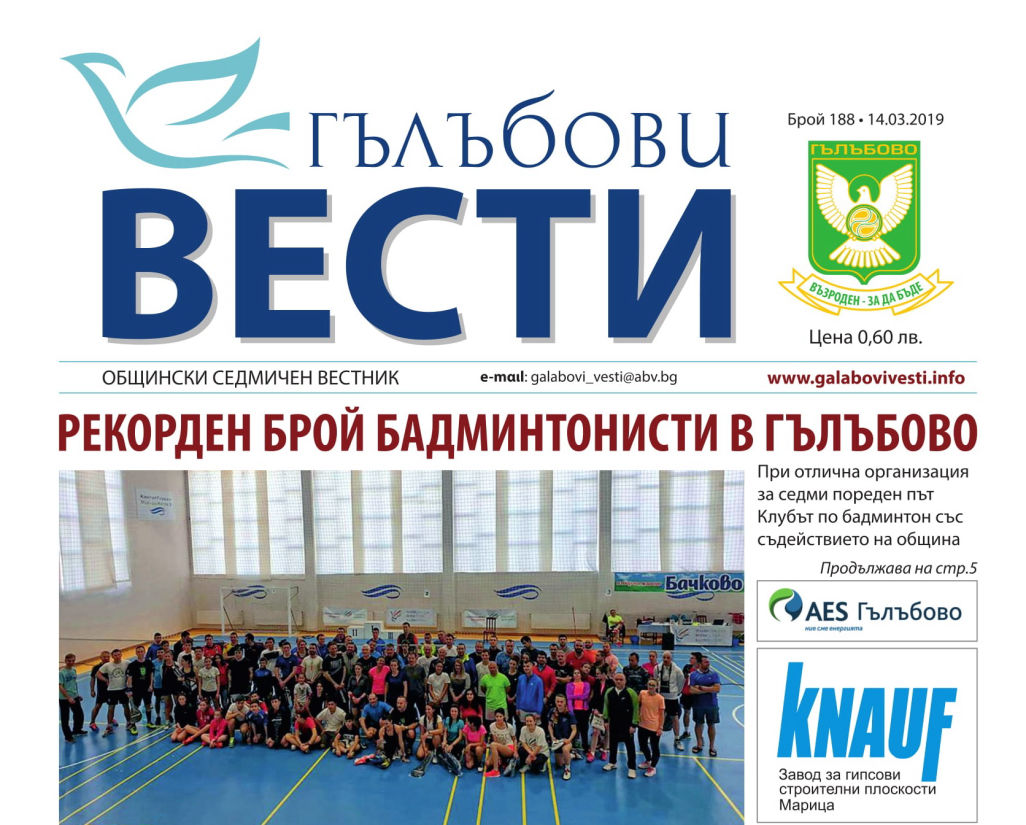 гълъбови
ВЕСТИ
Брой 188 • 14.03.2019
ГЪЛЪБОВО
ВЪЗРОДЕН - ЗА ДА БЪДЕ
Цена 0,60 лв.
ОБЩИНСКИ СЕДМИЧЕН ВЕСТНИК
e-mail: galabovi_vesti@abv.bg
www.galabovivesti.info
РЕКОРДЕН БРОЙ БАДМИНТОНИСТИ В ГЪЛЪБОВО
При отлична организация
за седми пореден път
Клубът по бадминтон със
съдействието на община
Продължава на стр.5
Бачково
AES Гълъбово
ние сме енергията
KNAUF
Завод за гипсови
строителни плоскости
Марица